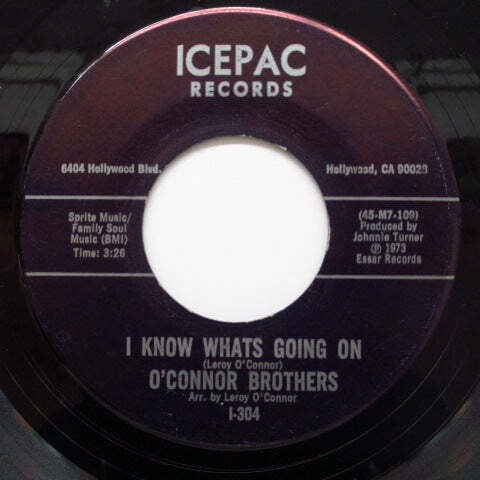 ICEPAC
RECORDS
6404 Hollywood Blvd.
Hollywood, CA 90028
Sprite Music/
Family Soul
Music (BMI)
Time: 3:26
(45-M7-109)
Produced by
Johnnie Turner
Ⓟ 1973
Esser Records
I KNOW WHATS GOING ON
(Leroy O'Connor)
O'CONNOR BROTHERS
Arr. by Leroy O'Connor
I-304